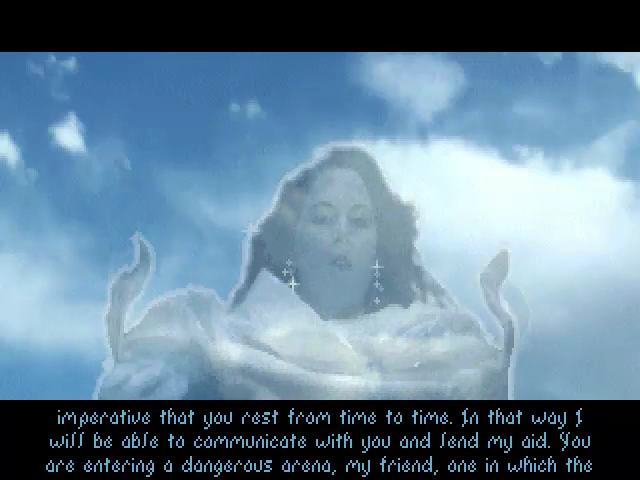 imperative that you rest from time to time. In that way I
will be able to communicate with you and lend my aid. You
are entering a dangerous arena, my friend, one in which the